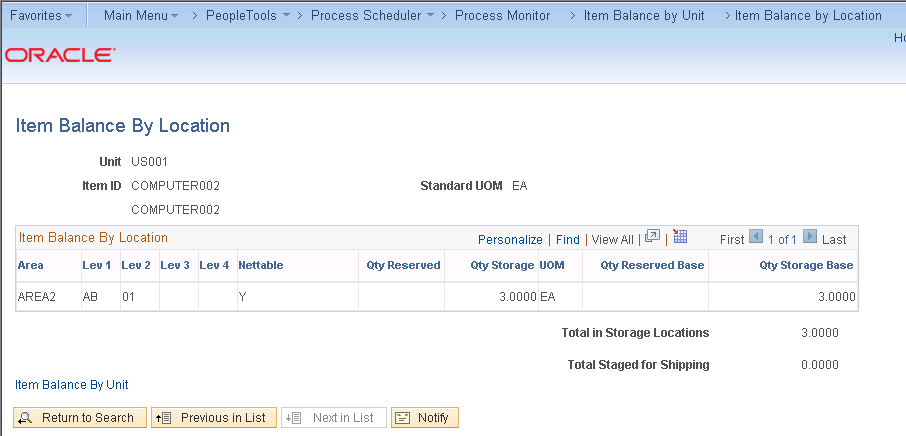 Favorites Main Menu > PeopleTools > Process Scheduler > Process Monitor > Item Balance by Unit > Item Balance by Location
Ho
ORACLE
Item Balance By Location
Unit US001
Item ID COMPUTER002 Standard UOM EA
COMPUTER002
Item Balance By Location Personalize | Find | View All | | First 1 of 1 Last
Area Lev 1 Lev 2 Lev 3 Lev 4 Nettable Qty Reserved Qty Storage UOM Qty Reserved Base Qty Storage Base
AREA2 AB 01 Y 3.0000 EA 3.0000
Total in Storage Locations 3.0000
Total Staged for Shipping 0.0000
Item Balance By Unit
Return to Search Previous in List Next in List Notify